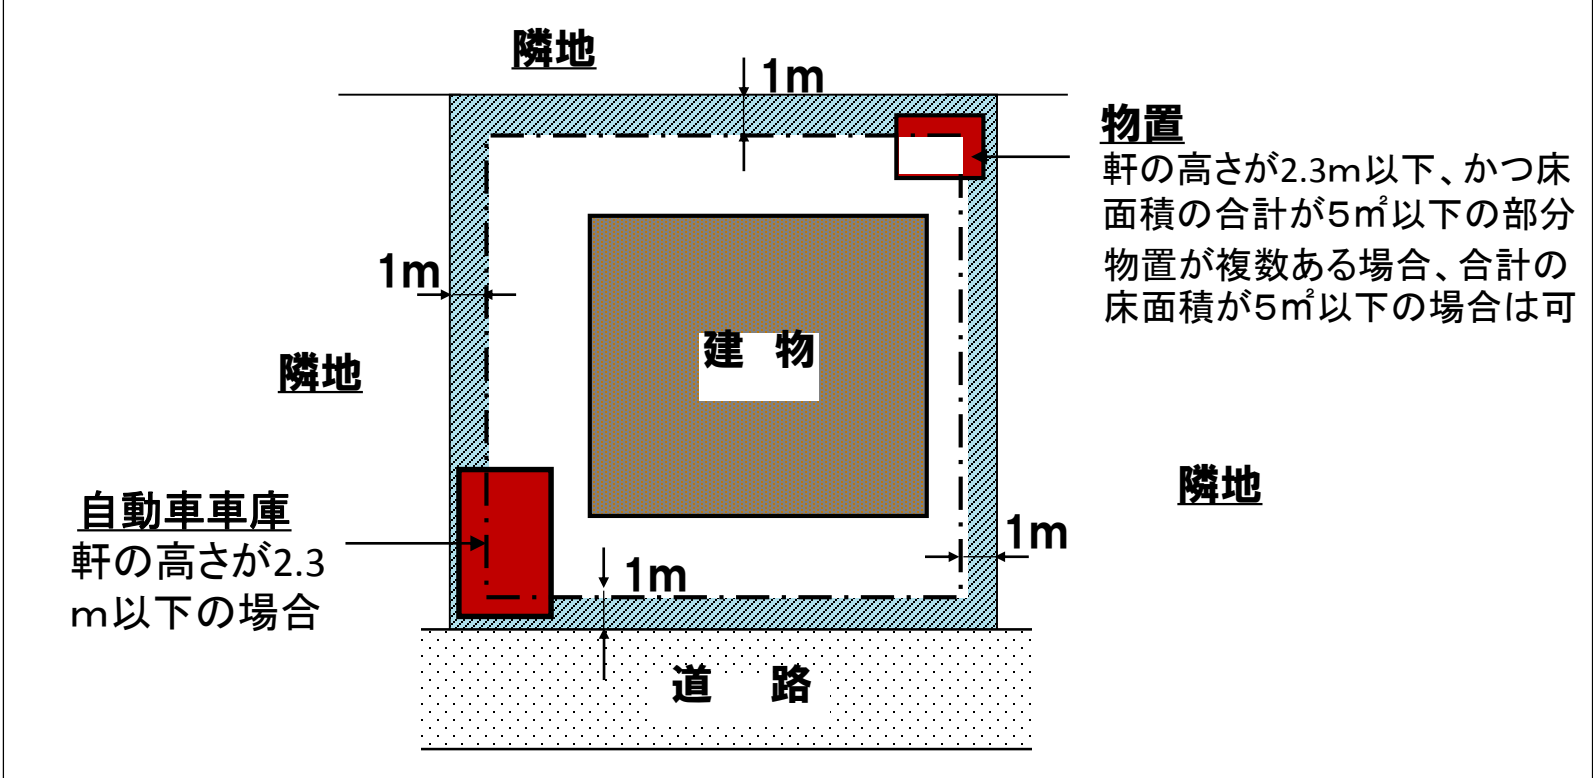 隣地
1m
物置
軒の高さが2.3ｍ以下、かつ床
面積の合計が5㎡以下の部分
物置が複数ある場合、合計の
床面積が5㎡以下の場合は可
1m
建 物
隣地
隣地
自動車車庫
軒の高さが2.3
ｍ以下の場合
1m
1m
道 路